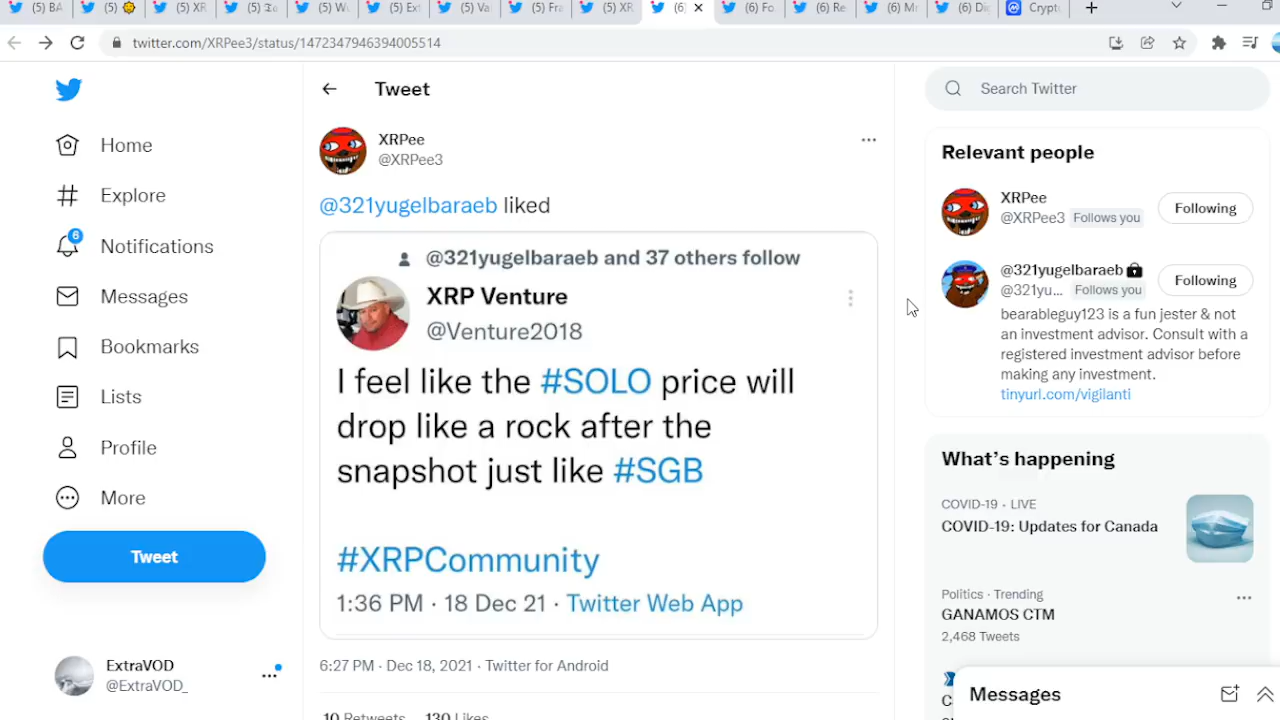 (5) BA
(5)
(5) XR
(5)
(5) W
(5) Ex
(5) Va
(5) Fra
(5) XR
(6)
(6) Fo
(6) Re
(6) M
(6) Di
Crypt
twitter.com/XRPee3/status/1472347946394005514
Home
Explore
6
Notifications
Messages
Bookmarks
Lists
Profile
More
Tweet
ExtraVOD
@ExtraVOD_
Tweet
XRPee
@XRPee3
@321yugelbaraeb liked
@321yugelbaraeb and 37 others follow
XRP Venture
@Venture2018
I feel like the #SOLO price will
drop like a rock after the
snapshot just like #SGB
#XRPCommunity
1:36 PM · 18 Dec 21 · Twitter Web App
6:27 PM · Dec 18, 2021 · Twitter for Android
10 Retweets 130 Likes
Search Twitter
Relevant people
XRPee
@XRPee3 Follows you
Following
@321yugelbaraeb
@321yu... Follows you
Following
bearableguy123 is a fun jester & not
an investment advisor. Consult with a
registered investment advisor before
making any investment.
tinyurl.com/vigilanti
What's happening
COVID-19 · LIVE
COVID-19: Updates for Canada
Politics · Trending
GANAMOS CTM
2,468 Tweets
Messages